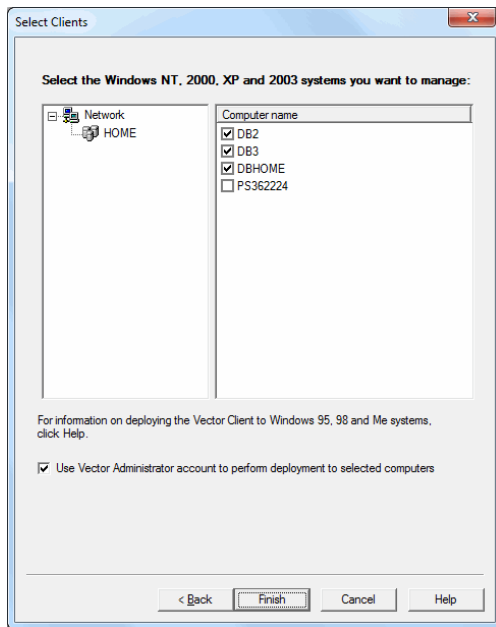 Select Clients
Select the Windows NT, 2000, XP and 2003 systems you want to manage:
Network
HOME
Computer name
DB2
DB3
DBHOME
PS362224
For information on deploying the Vector Client to Windows 95, 98 and Me systems,
click Help.
Use Vector Administrator account to perform deployment to selected computers
< Back
Finish
Cancel
Help